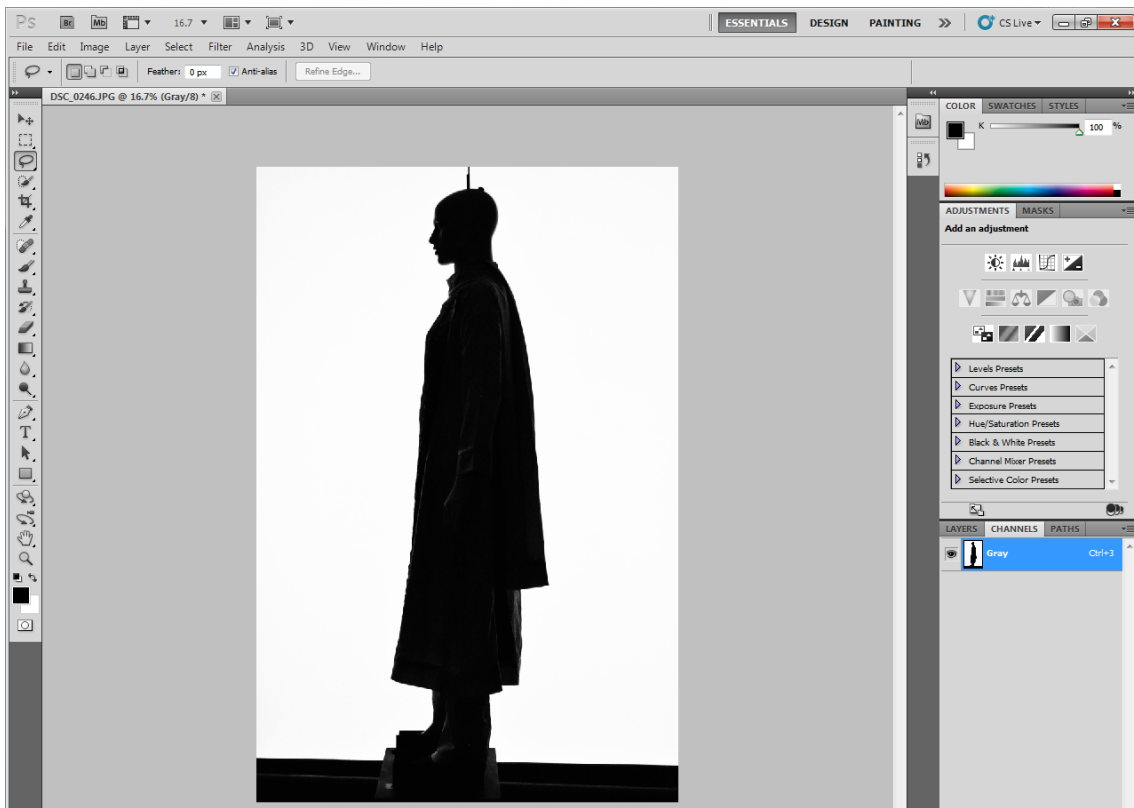 Ps Br Mb 16.7 ESSENTIALS DESIGN PAINTING CS Live
File Edit Image Layer Select Filter Analysis 3D View Window Help
Feather: 0 px Anti-alias Refine Edge...
DSC_0246.JPG @ 16.7% (Gray/8) *
Mb
COLOR SWATCHES STYLES
K 100 %
ADJUSTMENTS MASKS
Add an adjustment
Levels Presets
Curves Presets
Exposure Presets
Hue/Saturation Presets
Black & White Presets
Channel Mixer Presets
Selective Color Presets
LAYERS CHANNELS PATHS
Gray Ctrl+3
T